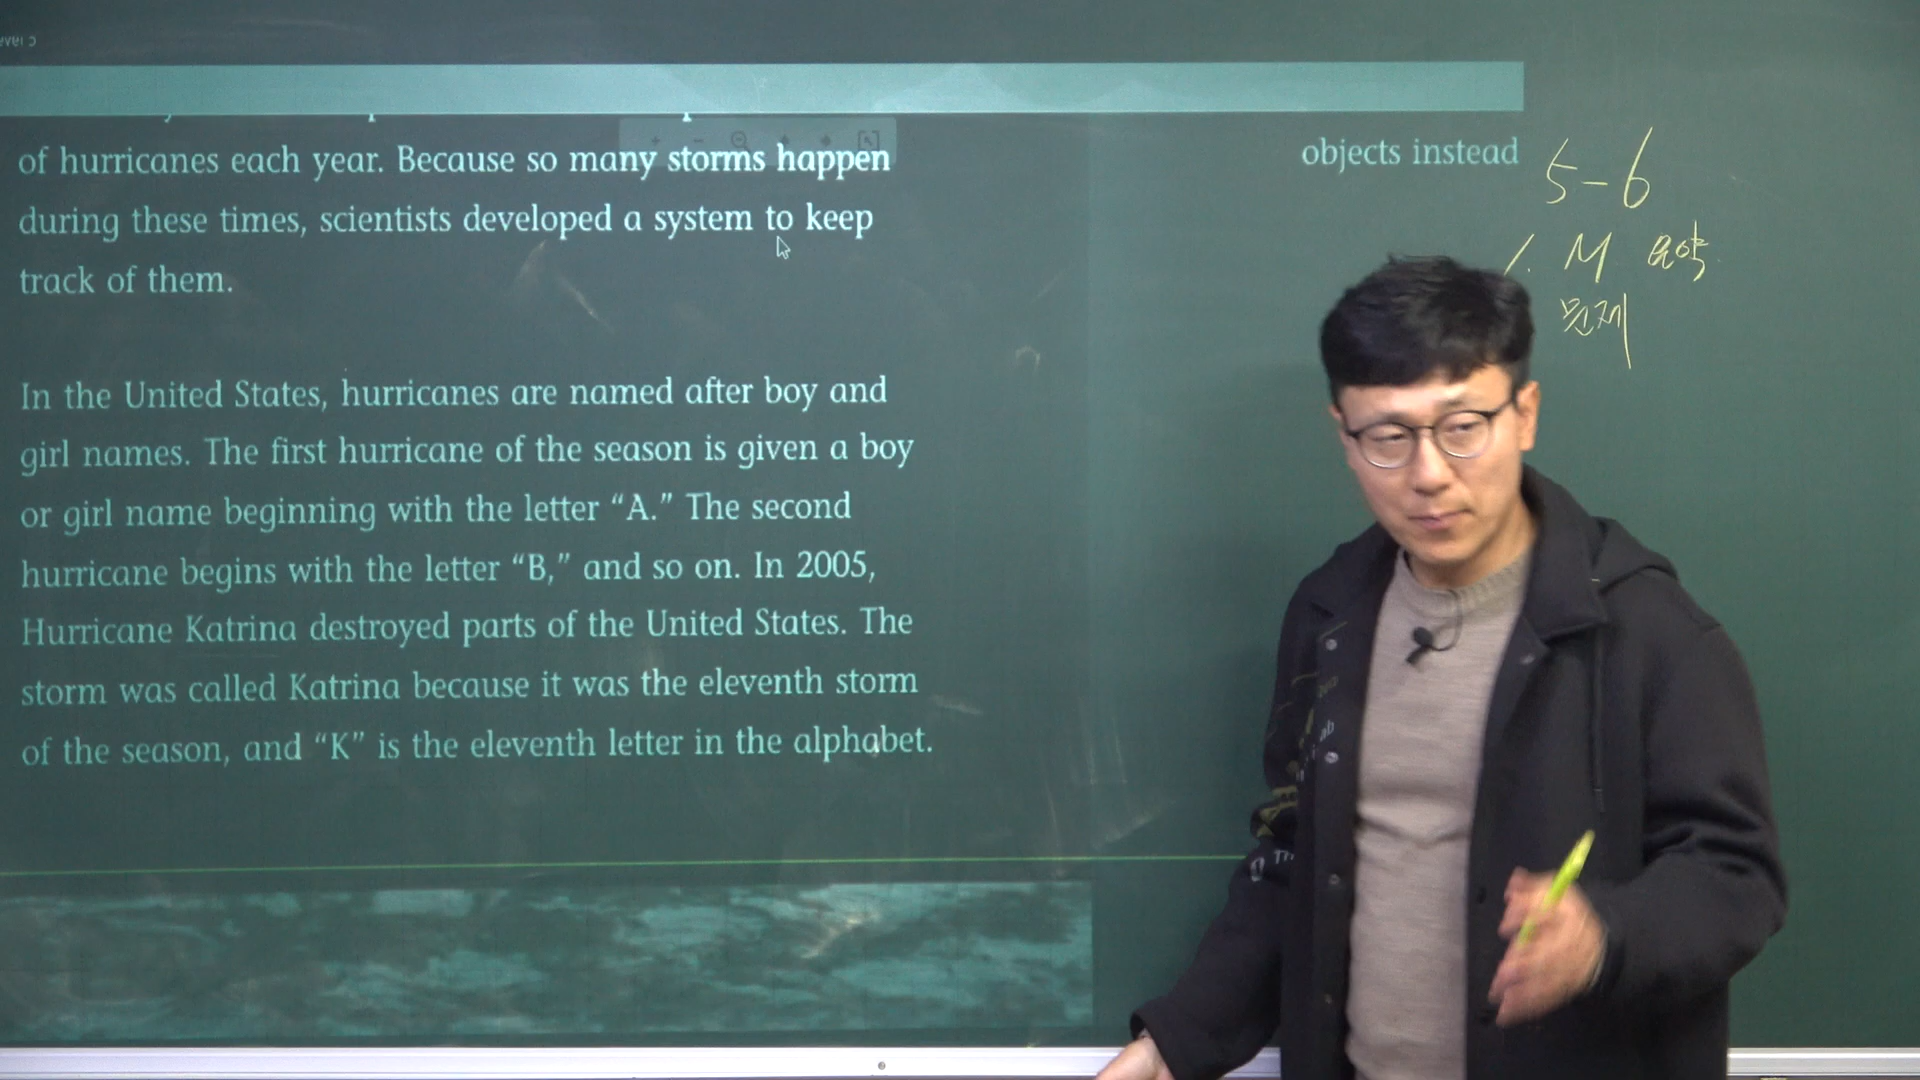 of hurricanes each year. Because so many storms happen
during these times, scientists developed a system to keep
track of them.
In the United States, hurricanes are named after boy and
girl names. The first hurricane of the season is given a boy
or girl name beginning with the letter “A.” The second
hurricane begins with the letter “B,” and so on. In 2005,
Hurricane Katrina destroyed parts of the United States. The
storm was called Katrina because it was the eleventh storm
of the season, and “K” is the eleventh letter in the alphabet.
objects instead
5-6
1. M 요약
문제